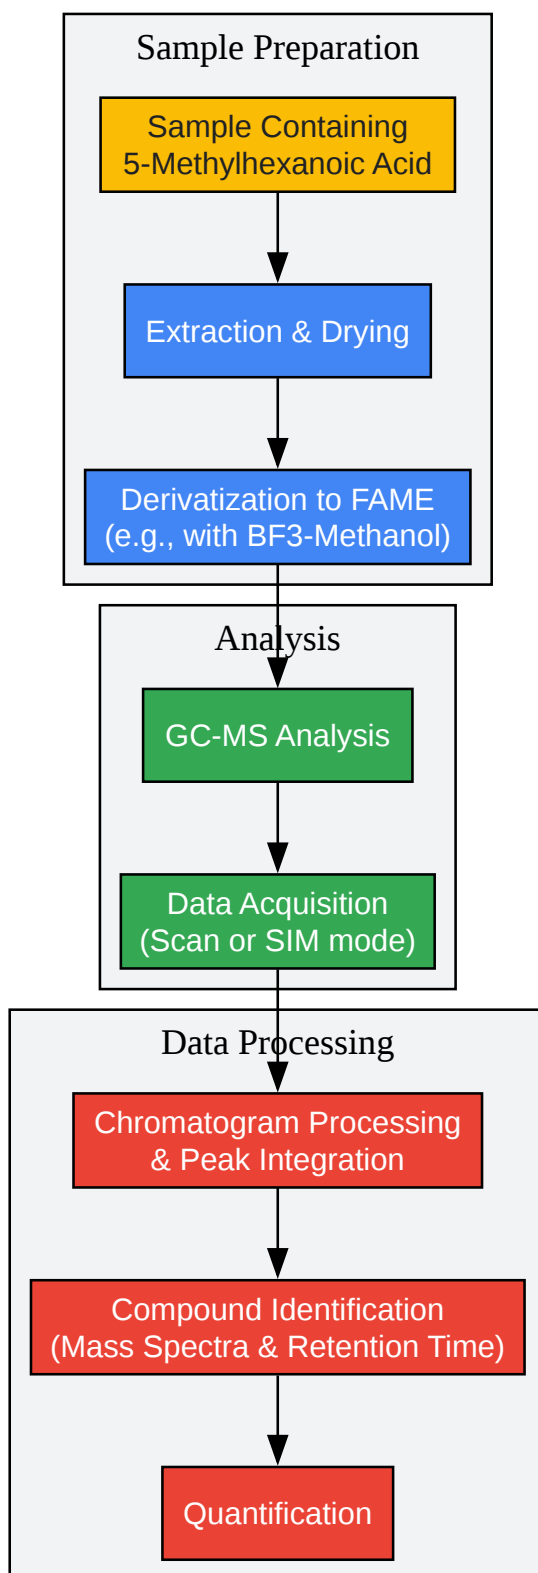 Sample Preparation
Sample Containing
5-Methylhexanoic Acid
Extraction & Drying
Derivatization to FAME
(e.g., with BF3-Methanol)
Analysis
GC-MS Analysis
Data Acquisition
(Scan or SIM mode)
Data Processing
Chromatogram Processing
& Peak Integration
Compound Identification
(Mass Spectra & Retention Time)
Quantification